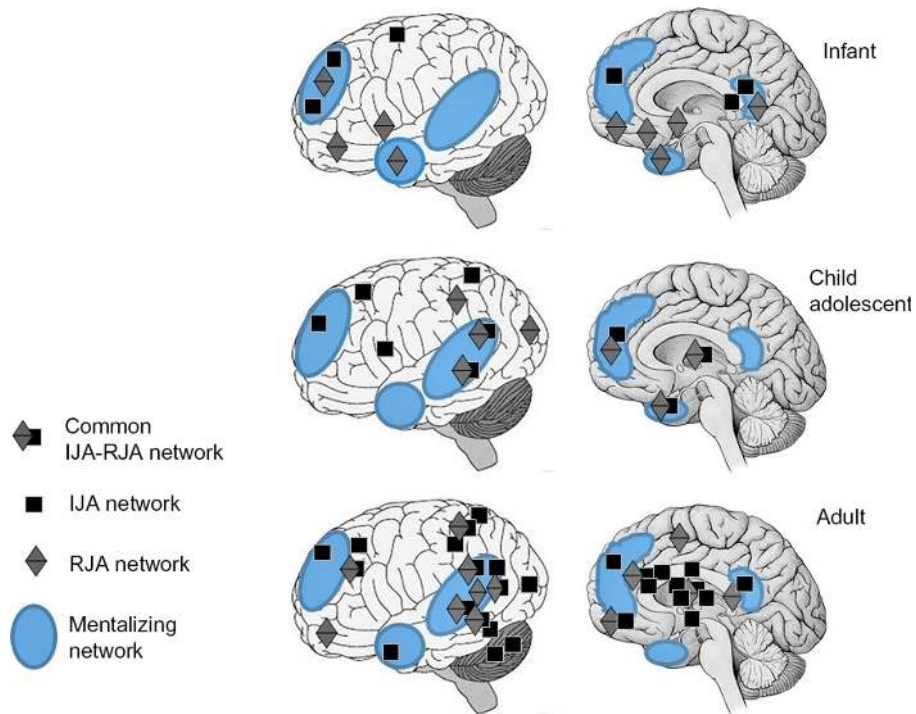 Infant
Child
adolescent
Common
IJA-RJA network
IJA network
RJA network
Mentalizing
network
Adult